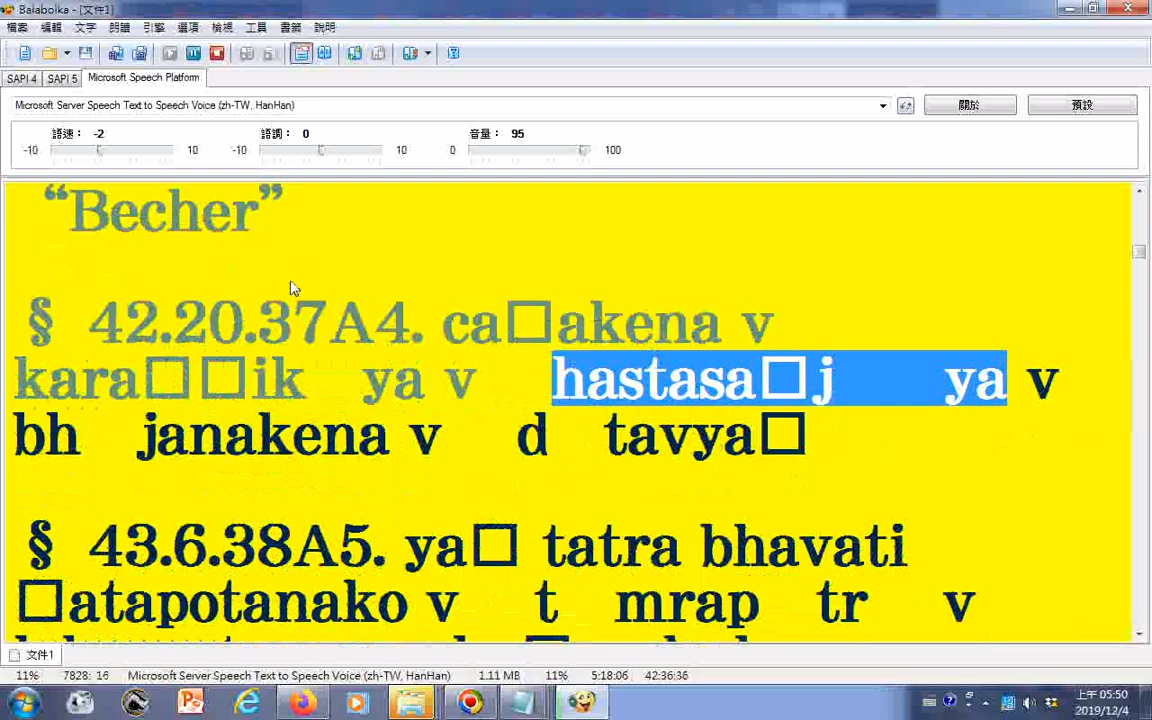 Balabolka - [文件1]
檔案 編輯 文字 朗讀 引擎 選項 檢視 工具 書籤 說明
SAPI 4 SAPI 5 Microsoft Speech Platform
Microsoft Server Speech Text to Speech Voice (zh-TW, HanHan) 關於 預設
語速： -2 語調： 0 音量： 95
-10 10 -10 10 0 100
“Becher”
§ 42.20.37A4. ca□akena v
kara□□ik ya v hastasa□j ya v
bh janakena v d tavya□
§ 43.6.38A5. ya□ tatra bhavati
□atapotanako v t mrap tr v
文件1
11% 7828: 16 Microsoft Server Speech Text to Speech Voice (zh-TW, HanHan) 1.11 MB 11% 5:18:06 42:36:36
上午 05:50
2019/12/4